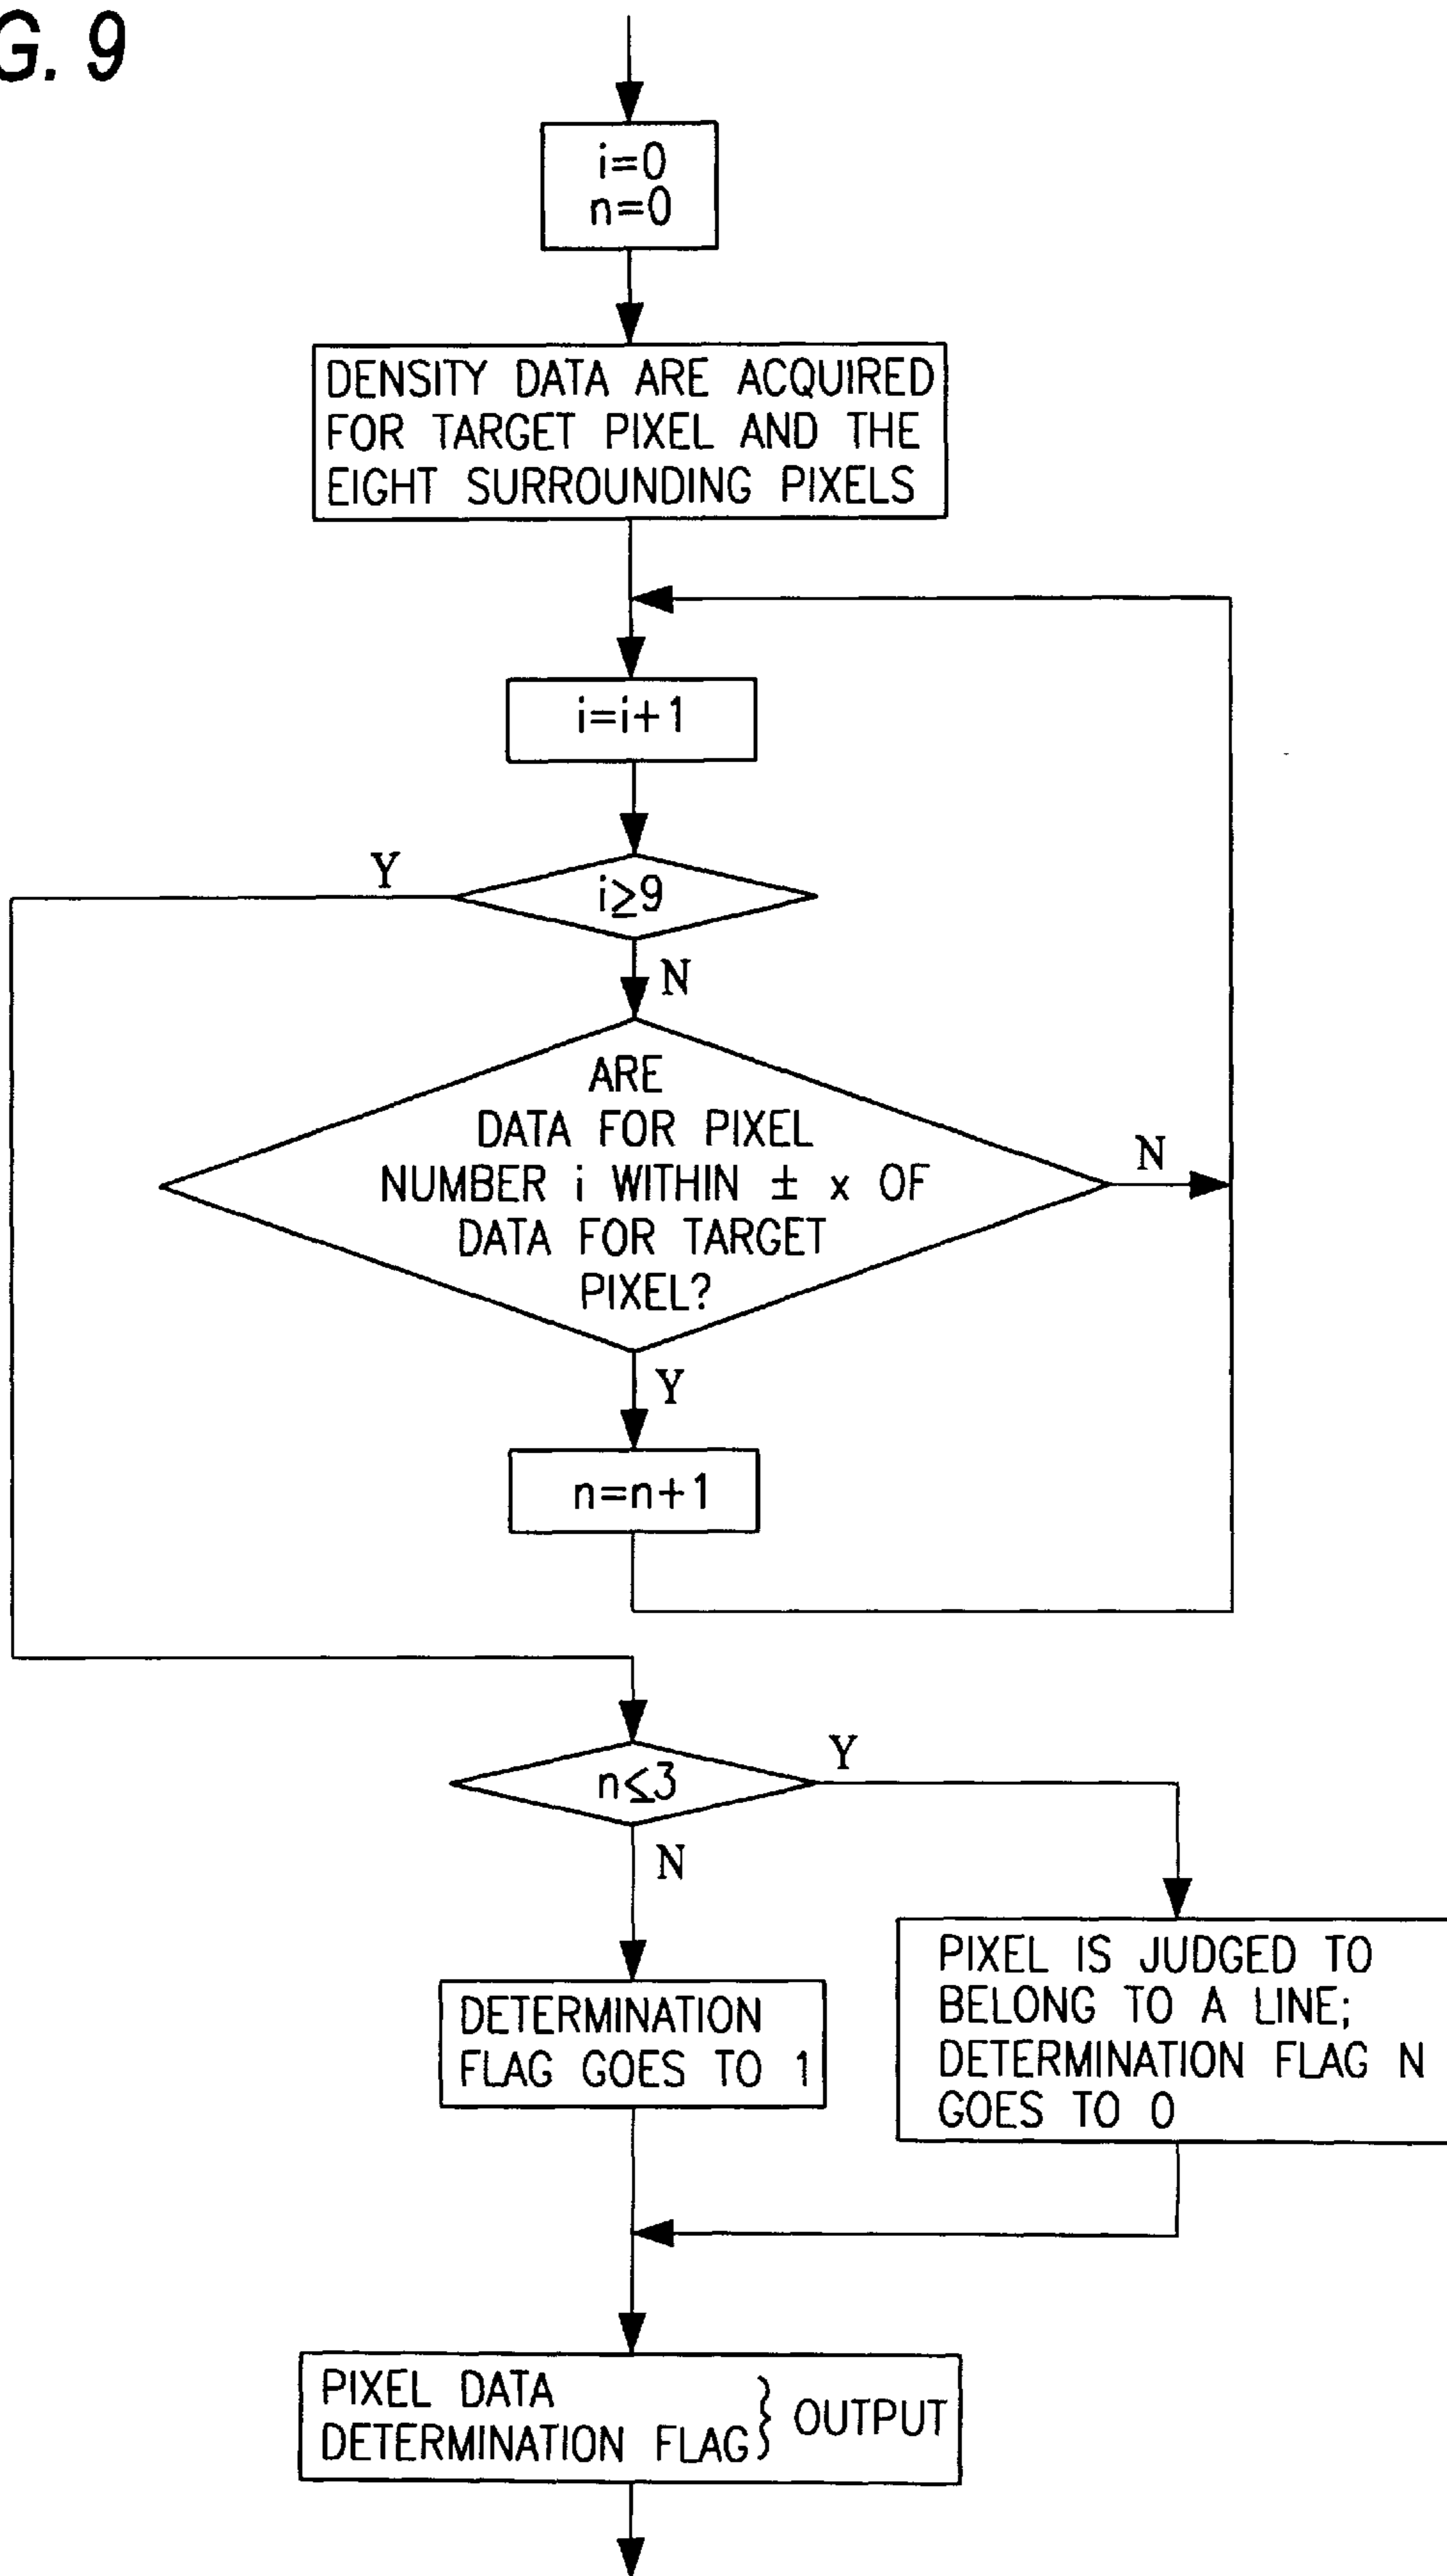 G. 9
i=0
n=0
DENSITY DATA ARE ACQUIRED
FOR TARGET PIXEL AND THE
EIGHT SURROUNDING PIXELS
i=i+1
Y
i≥9
N
ARE
DATA FOR PIXEL
NUMBER i WITHIN ± x OF
DATA FOR TARGET
PIXEL?
N
Y
n=n+1
n≤3
Y
N
DETERMINATION
FLAG GOES TO 1
PIXEL IS JUDGED TO
BELONG TO A LINE;
DETERMINATION FLAG N
GOES TO 0
PIXEL DATA
DETERMINATION FLAG } OUTPUT